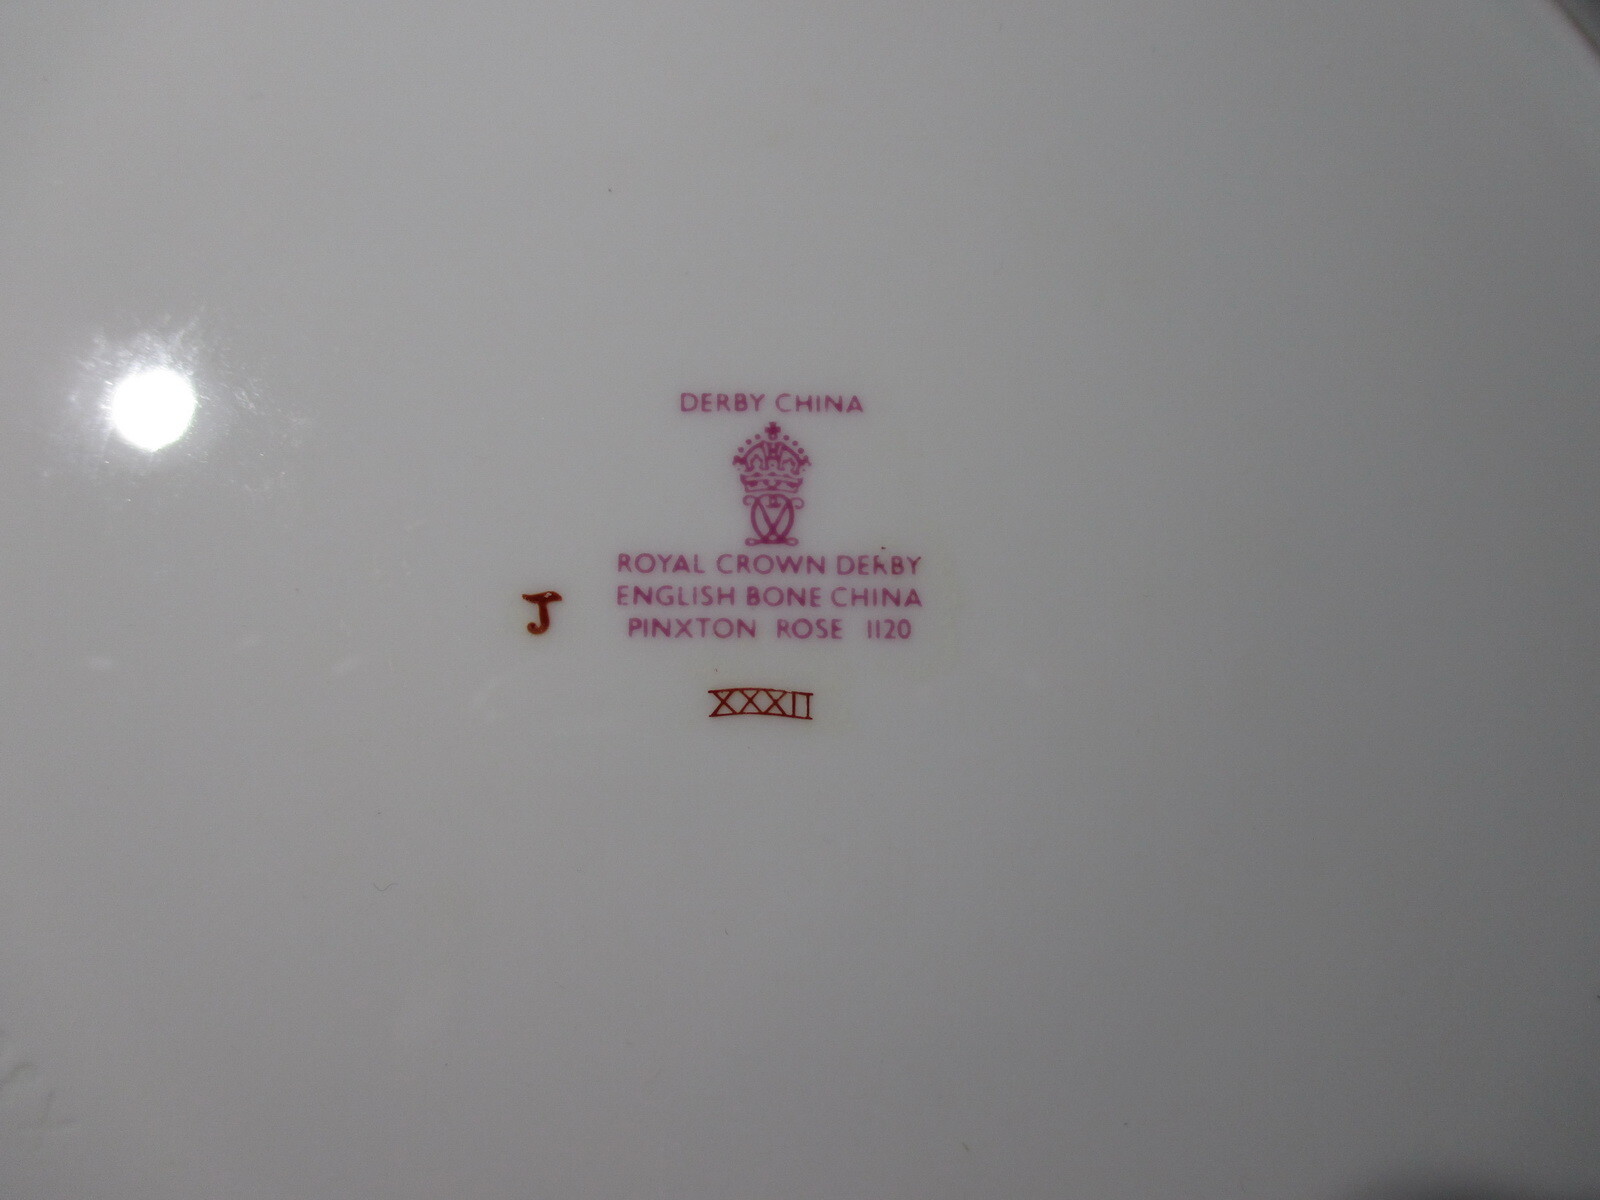 DERBY CHINA
ROYAL CROWN DERBY
ENGLISH BONE CHINA
PINXTON ROSE 1120
J
XXXII